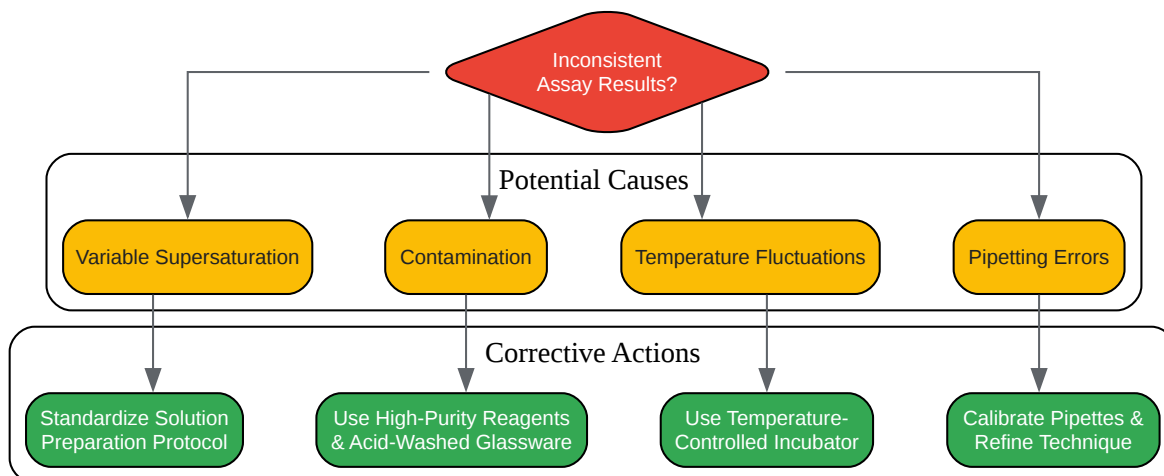 Inconsistent
Assay Results?
Potential Causes
Variable Supersaturation
Contamination
Temperature Fluctuations
Pipetting Errors
Corrective Actions
Standardize Solution
Preparation Protocol
Use High-Purity Reagents
& Acid-Washed Glassware
Use Temperature-
Controlled Incubator
Calibrate Pipettes &
Refine Technique